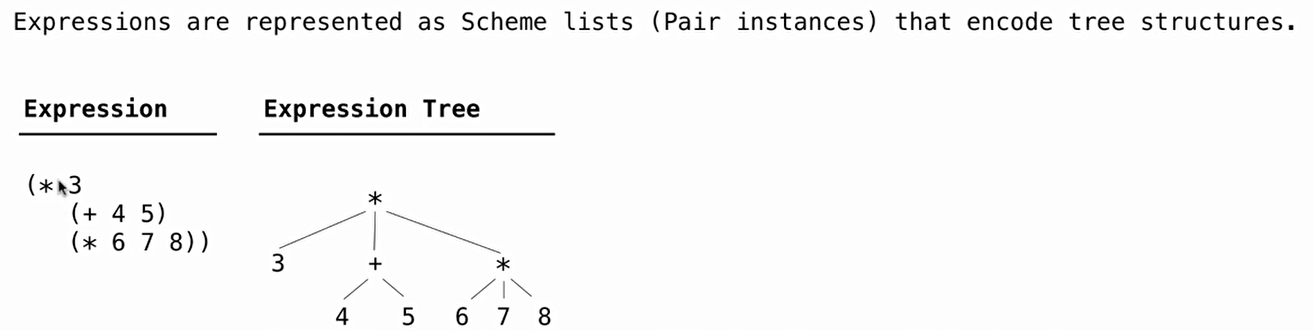 Expressions are represented as Scheme lists (Pair instances) that encode tree structures.
Expression
Expression Tree
(* 3
(+ 4 5)
(* 6 7 8))
*
3 + *
4 5 6 7 8